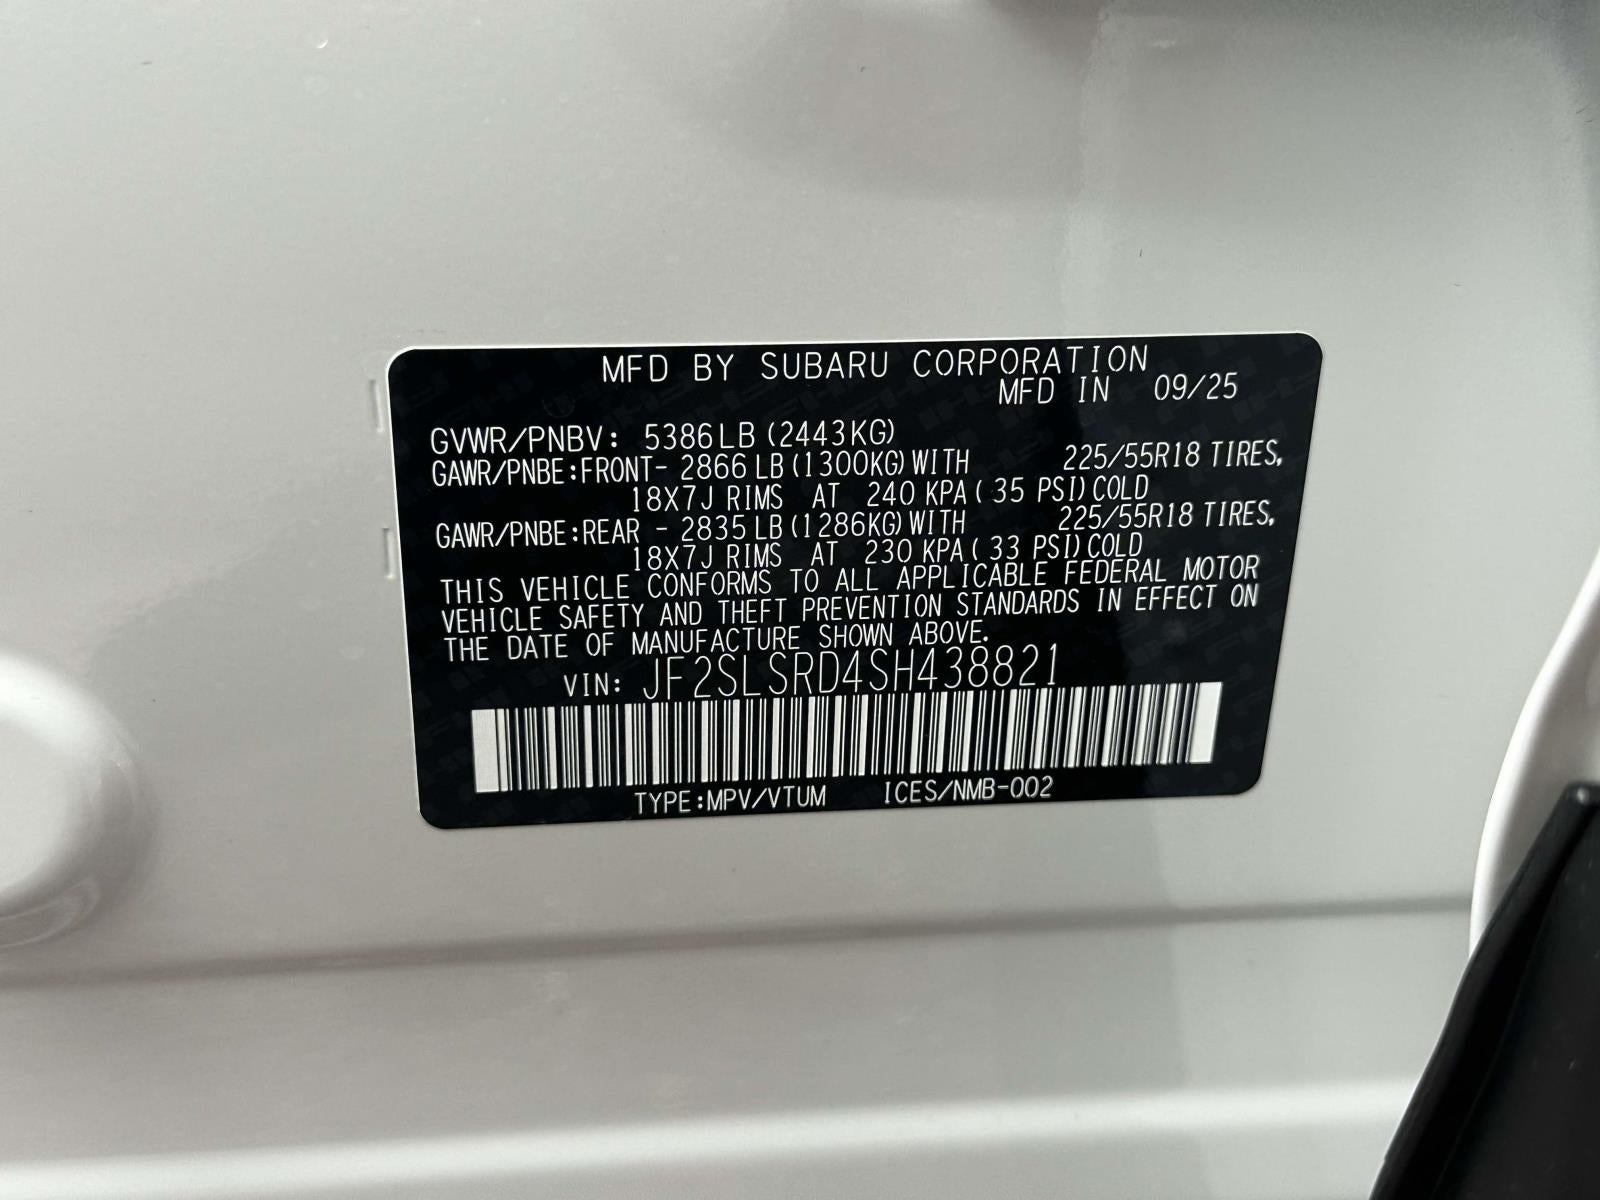 MFD BY SUBARU CORPORATION
MFD IN 09/25
GVWR/PNBV: 5386LB(2443KG)
GAWR/PNBE:FRONT- 2866LB(1300KG)WITH 225/55R18 TIRES,
18X7J RIMS AT 240 KPA( 35 PSI)COLD
GAWR/PNBE:REAR - 2835LB(1286KG)WITH 225/55R18 TIRES,
18X7J RIMS AT 230 KPA( 33 PSI)COLD
THIS VEHICLE CONFORMS TO ALL APPLICABLE FEDERAL MOTOR
VEHICLE SAFETY AND THEFT PREVENTION STANDARDS IN EFFECT ON
THE DATE OF MANUFACTURE SHOWN ABOVE.
VIN: JF2SLSRD4SH438821
TYPE:MPV/VTUM ICES/NMB-002